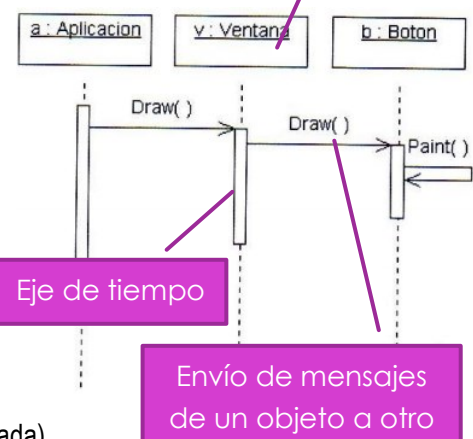 a : Aplicacion
v : Ventana
b : Boton
Draw( )
Draw( )
Paint( )
Eje de tiempo
Envío de mensajes
de un objeto a otro